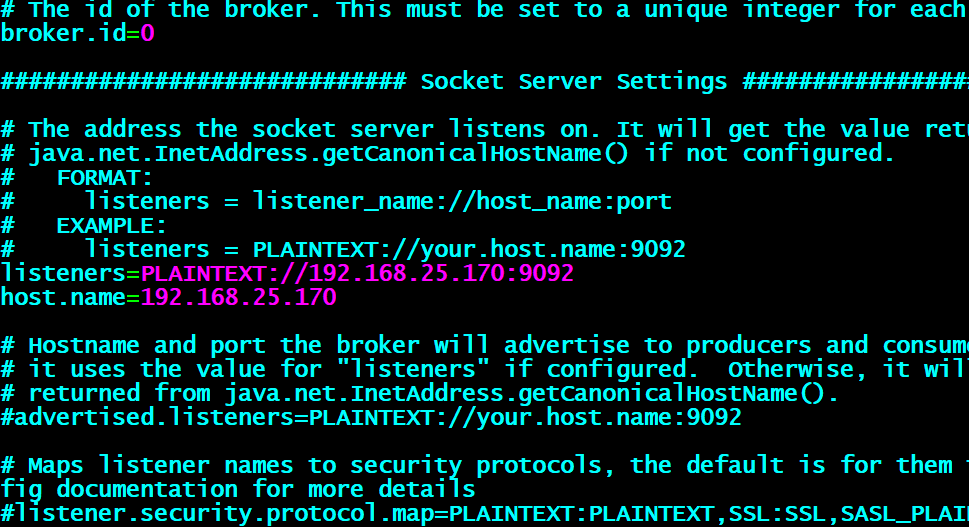 # The id of the broker. This must be set to a unique integer for each
broker.id=0
############################# Socket Server Settings #################
# The address the socket server listens on. It will get the value
# java.net.InetAddress.getCanonicalHostName() if not configured.
#   FORMAT:
#     listeners = listener_name://host_name:port
#   EXAMPLE:
#     listeners = PLAINTEXT://your.host.name:9092
listeners=PLAINTEXT://192.168.25.170:9092
host.name=192.168.25.170
# Hostname and port the broker will advertise to producers and
# it uses the value for "listeners" if configured.  Otherwise, it
# returned from java.net.InetAddress.getCanonicalHostName().
#advertised.listeners=PLAINTEXT://your.host.name:9092
# Maps listener names to security protocols, the default is for them
fig documentation for more details
#listener.security.protocol.map=PLAINTEXT:PLAINTEXT,SSL:SSL,SASL_PLAI